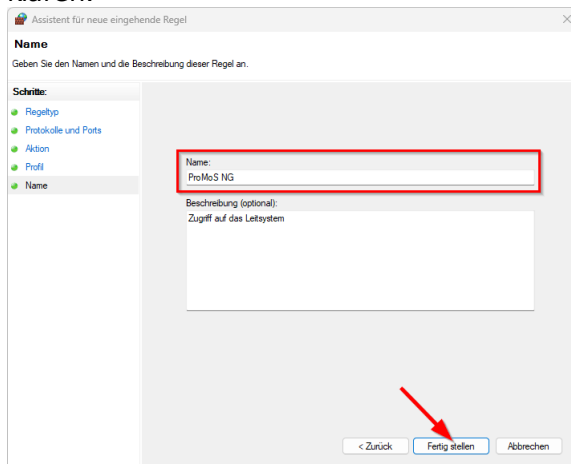 Assistent für neue eingehende Regel
Name
Geben Sie den Namen und die Beschreibung dieser Regel an.
Schritte:
Regeltyp
Protokolle und Ports
Aktion
Profil
Name
Name:
ProMoS NG
Beschreibung (optional):
Zugriff auf das Leitsystem
< Zurück Fertig stellen Abbrechen